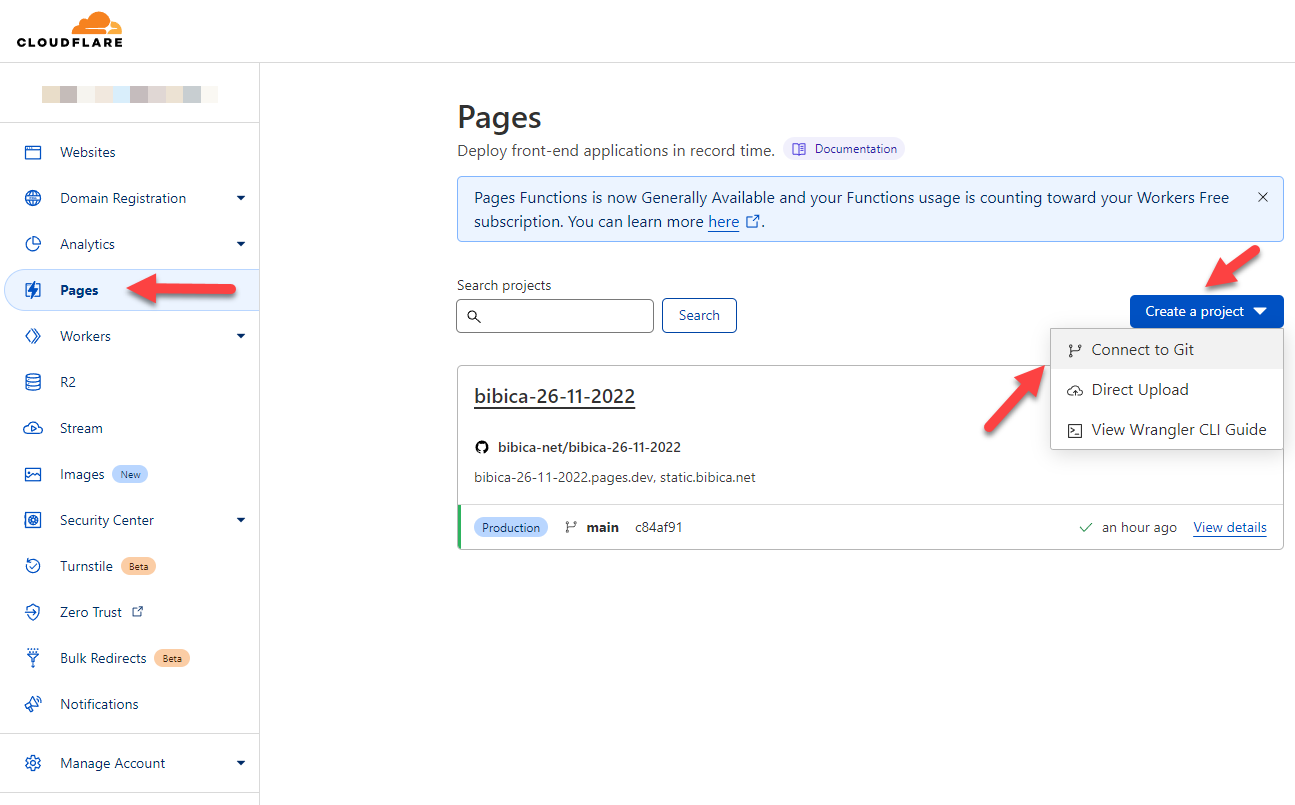 CLOUDFLARE
Websites
Domain Registration
Analytics
Pages
Workers
R2
Stream
Images New
Security Center
Turnstile Beta
Zero Trust
Bulk Redirects Beta
Notifications
Manage Account
Pages
Deploy front-end applications in record time. Documentation
Pages Functions is now Generally Available and your Functions usage is counting toward your Workers Free
subscription. You can learn more here.
Search projects
Search
Create a project
Connect to Git
Direct Upload
View Wrangler CLI Guide
bibica-26-11-2022
bibica-net/bibica-26-11-2022
bibica-26-11-2022.pages.dev, static.bibica.net
Production main c84af91 an hour ago View details